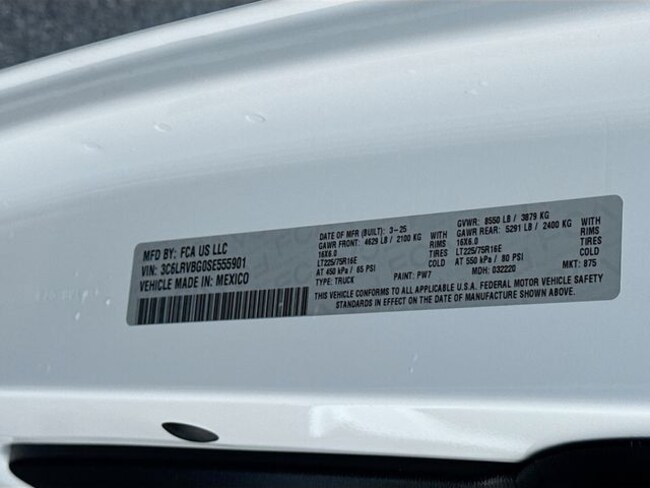 MFD BY: FCA US LLC
VIN: 3C6LRVBG0SE555901
VEHICLE MADE IN: MEXICO
DATE OF MFR (BUILT): 3-25
GVWR: 8550 LB / 3879 KG
GAWR FRONT: 4629 LB / 2100 KG WITH
GAWR REAR: 5291 LB / 2400 KG WITH
16X6.0 RIMS
16X6.0 RIMS
LT225/75R16E TIRES
LT225/75R16E TIRES
AT 450 kPa / 65 PSI COLD
AT 550 kPa / 80 PSI COLD
TYPE: TRUCK PAINT: PW7 MDH: 032220 MKT: 875
THIS VEHICLE CONFORMS TO ALL APPLICABLE U.S.A. FEDERAL MOTOR VEHICLE SAFETY
STANDARDS IN EFFECT ON THE DATE OF MANUFACTURE SHOWN ABOVE.